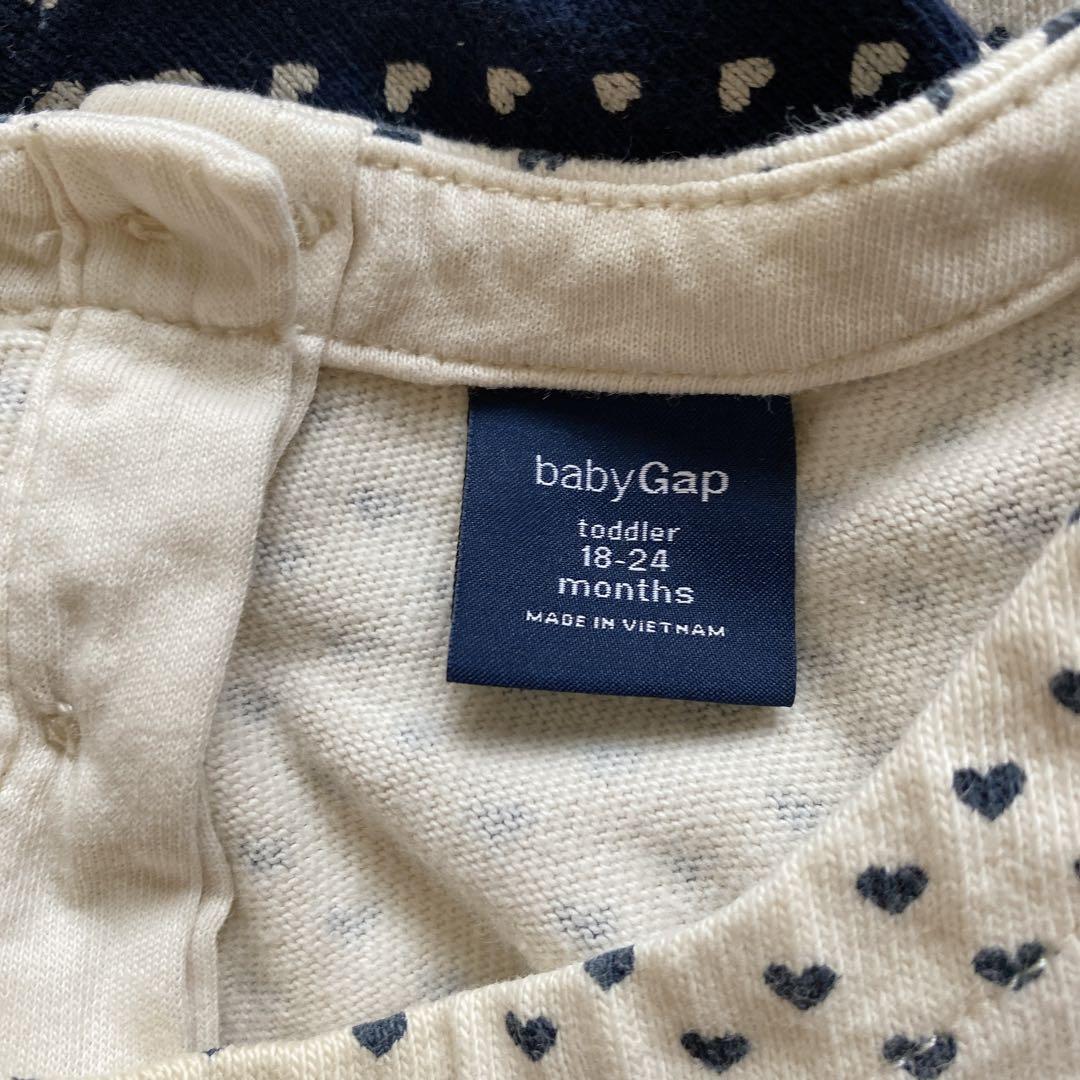 babyGap
toddler
18-24
months
MADE IN VIETNAM